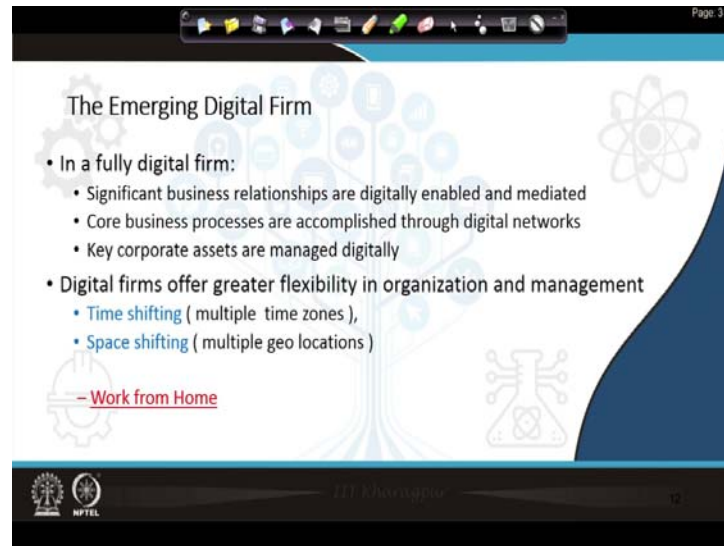 Page: 3
The Emerging Digital Firm
• In a fully digital firm:
• Significant business relationships are digitally enabled and mediated
• Core business processes are accomplished through digital networks
• Key corporate assets are managed digitally
• Digital firms offer greater flexibility in organization and management
• Time shifting ( multiple time zones ),
• Space shifting ( multiple geo locations )
– Work from Home
IIT Kharagpur
NPTEL
12